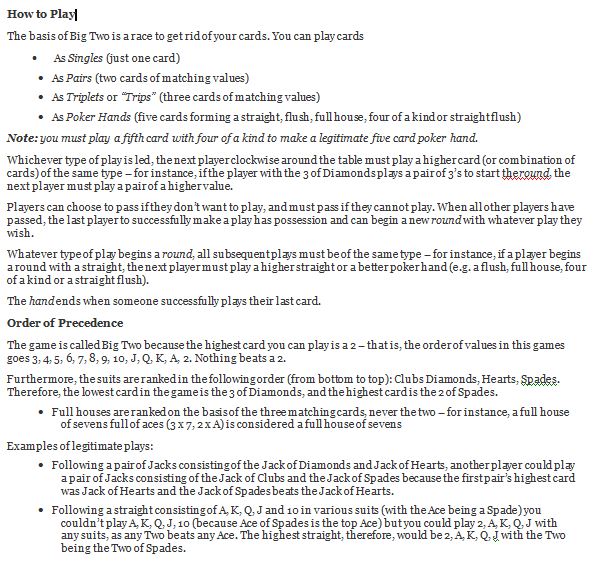 How to Play
The basis of Big Two is a race to get rid of your cards. You can play cards
• As Singles (just one card)
• As Pairs (two cards of matching values)
• As Triplets or “Trips” (three cards of matching values)
• As Poker Hands (five cards forming a straight, flush, full house, four of a kind or straight flush)
Note: you must play a fifth card with four of a kind to make a legitimate five card poker hand.
Whichever type of play is led, the next player clockwise around the table must play a higher card (or combination of
cards) of the same type – for instance, if the player with the 3 of Diamonds plays a pair of 3’s to start the round, the
next player must play a pair of a higher value.
Players can choose to pass if they don’t want to play, and must pass if they cannot play. When all other players have
passed, the last player to successfully make a play has possession and can begin a new round with whatever play they
wish.
Whatever type of play begins a round, all subsequent plays must be of the same type – for instance, if a player begins
a round with a straight, the next player must play a higher straight or a better poker hand (e.g. a flush, full house, four
of a kind or a straight flush).
The hand ends when someone successfully plays their last card.
Order of Precedence
The game is called Big Two because the highest card you can play is a 2 – that is, the order of values in this games
goes 3, 4, 5, 6, 7, 8, 9, 10, J, Q, K, A, 2. Nothing beats a 2.
Furthermore, the suits are ranked in the following order (from bottom to top): Clubs Diamonds, Hearts, Spades.
Therefore, the lowest card in the game is the 3 of Diamonds, and the highest card is the 2 of Spades.
• Full houses are ranked on the basis of the three matching cards, never the two – for instance, a full house
of sevens full of aces (3 x 7, 2 x A) is considered a full house of sevens
Examples of legitimate plays:
• Following a pair of Jacks consisting of the Jack of Diamonds and Jack of Hearts, another player could play
a pair of Jacks consisting of the Jack of Clubs and the Jack of Spades because the first pair’s highest card
was Jack of Hearts and the Jack of Spades beats the Jack of Hearts.
• Following a straight consisting of A, K, Q, J and 10 in various suits (with the Ace being a Spade) you
couldn’t play A, K, Q, J, 10 (because Ace of Spades is the top Ace) but you could play 2, A, K, Q, J with
any suits, as any Two beats any Ace. The highest straight, therefore, would be 2, A, K, Q, J with the Two
being the Two of Spades.